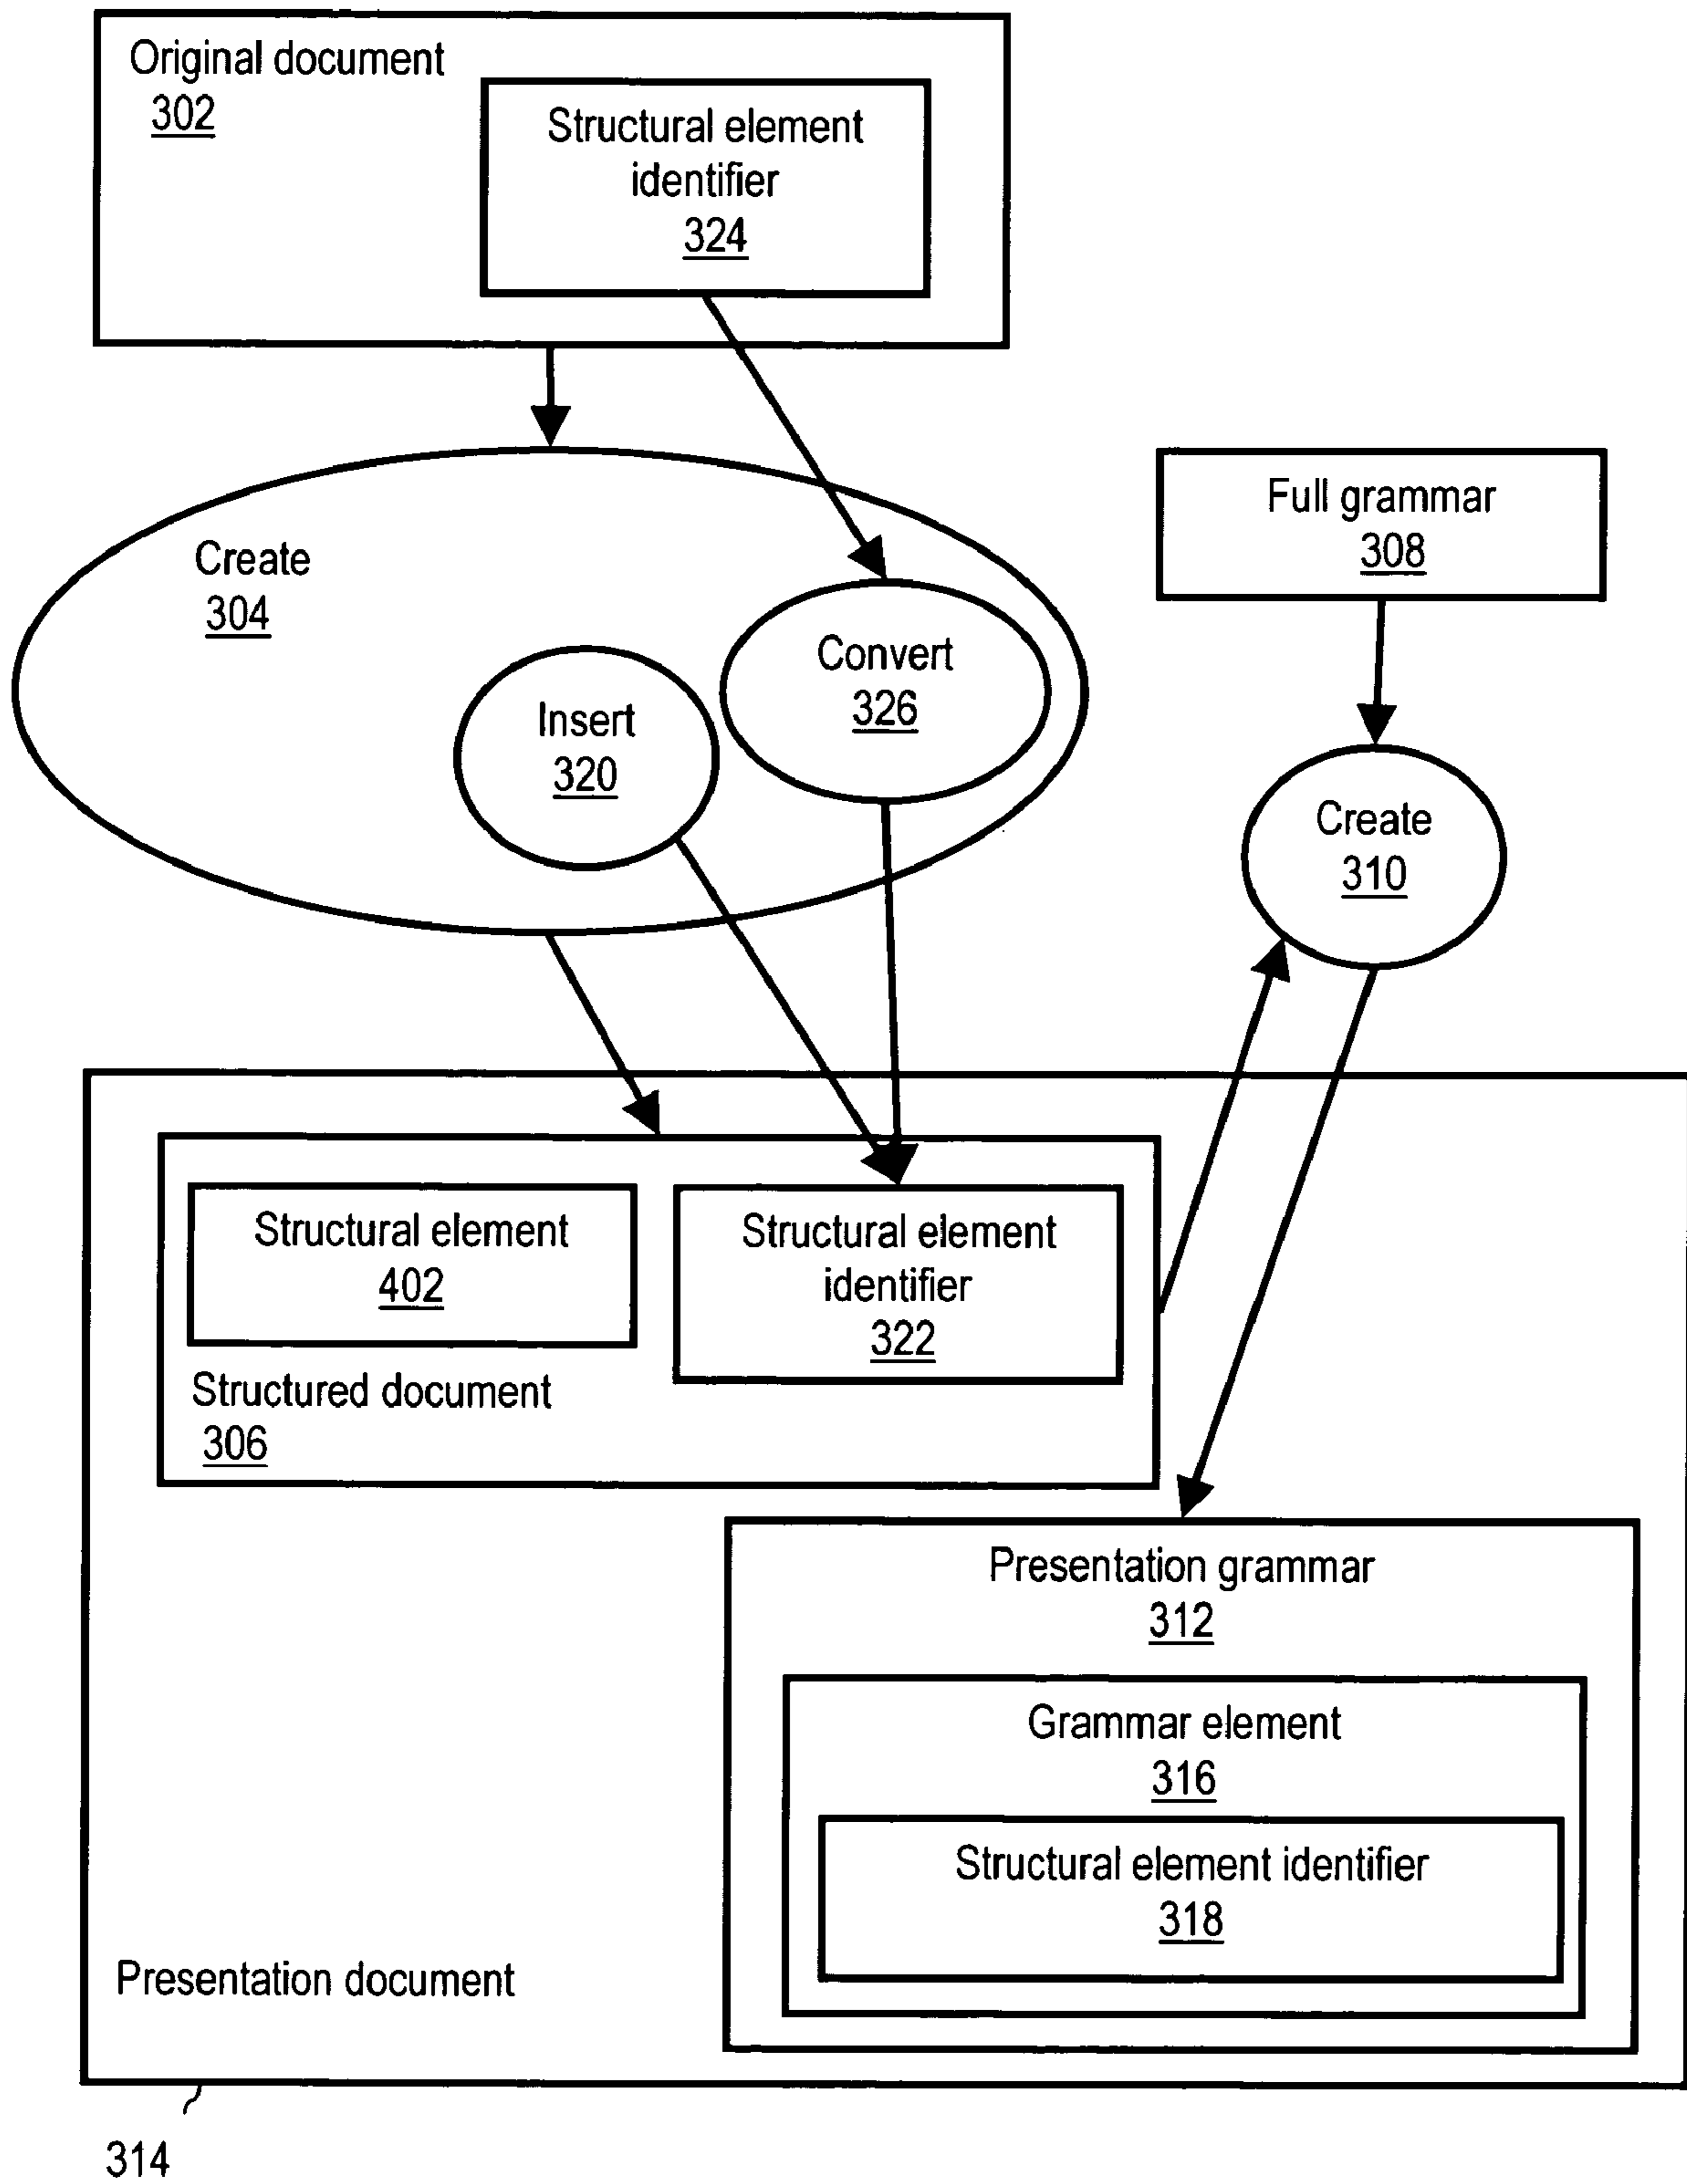 Original document
302
Structural element
identifier
324
Full grammar
308
Create
304
Convert
326
Insert
320
Create
310
Structural element
402
Structural element
identifier
322
Structured document
306
Presentation grammar
312
Grammar element
316
Structural element identifier
318
Presentation document
314